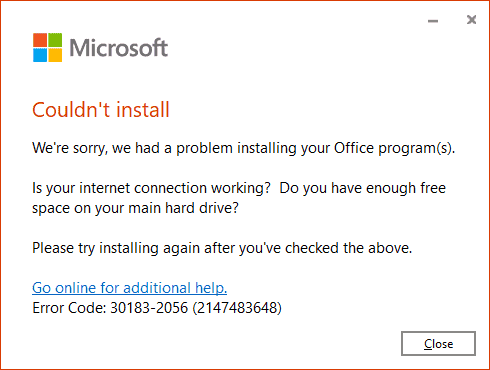 Microsoft
Couldn't install
We're sorry, we had a problem installing your Office program(s).
Is your internet connection working?  Do you have enough free
space on your main hard drive?
Please try installing again after you've checked the above.
Go online for additional help.
Error Code: 30183-2056 (2147483648)
Close